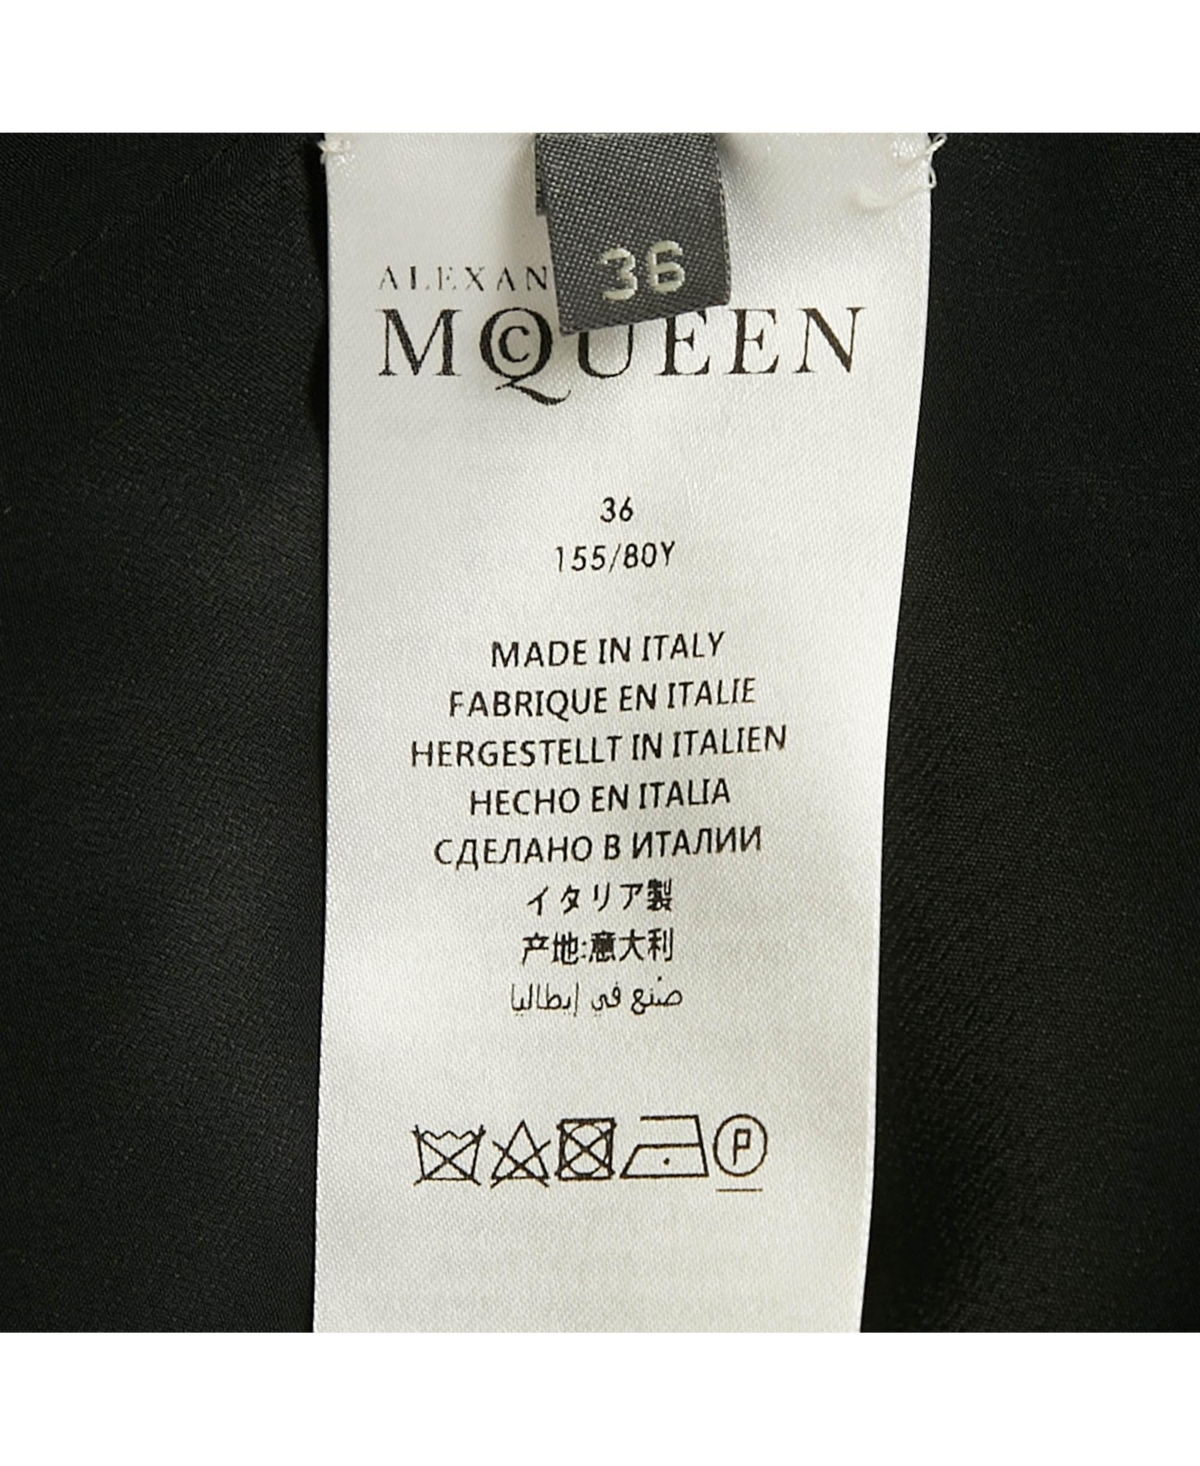 36
ALEXAN
MCQUEEN
36
155/80Y
MADE IN ITALY
FABRIQUE EN ITALIE
HERGESTELLT IN ITALIEN
HECHO EN ITALIA
СДЕЛАНО В ИТАЛИИ
イタリア製
产地:意大利
صنع في إيطاليا
P